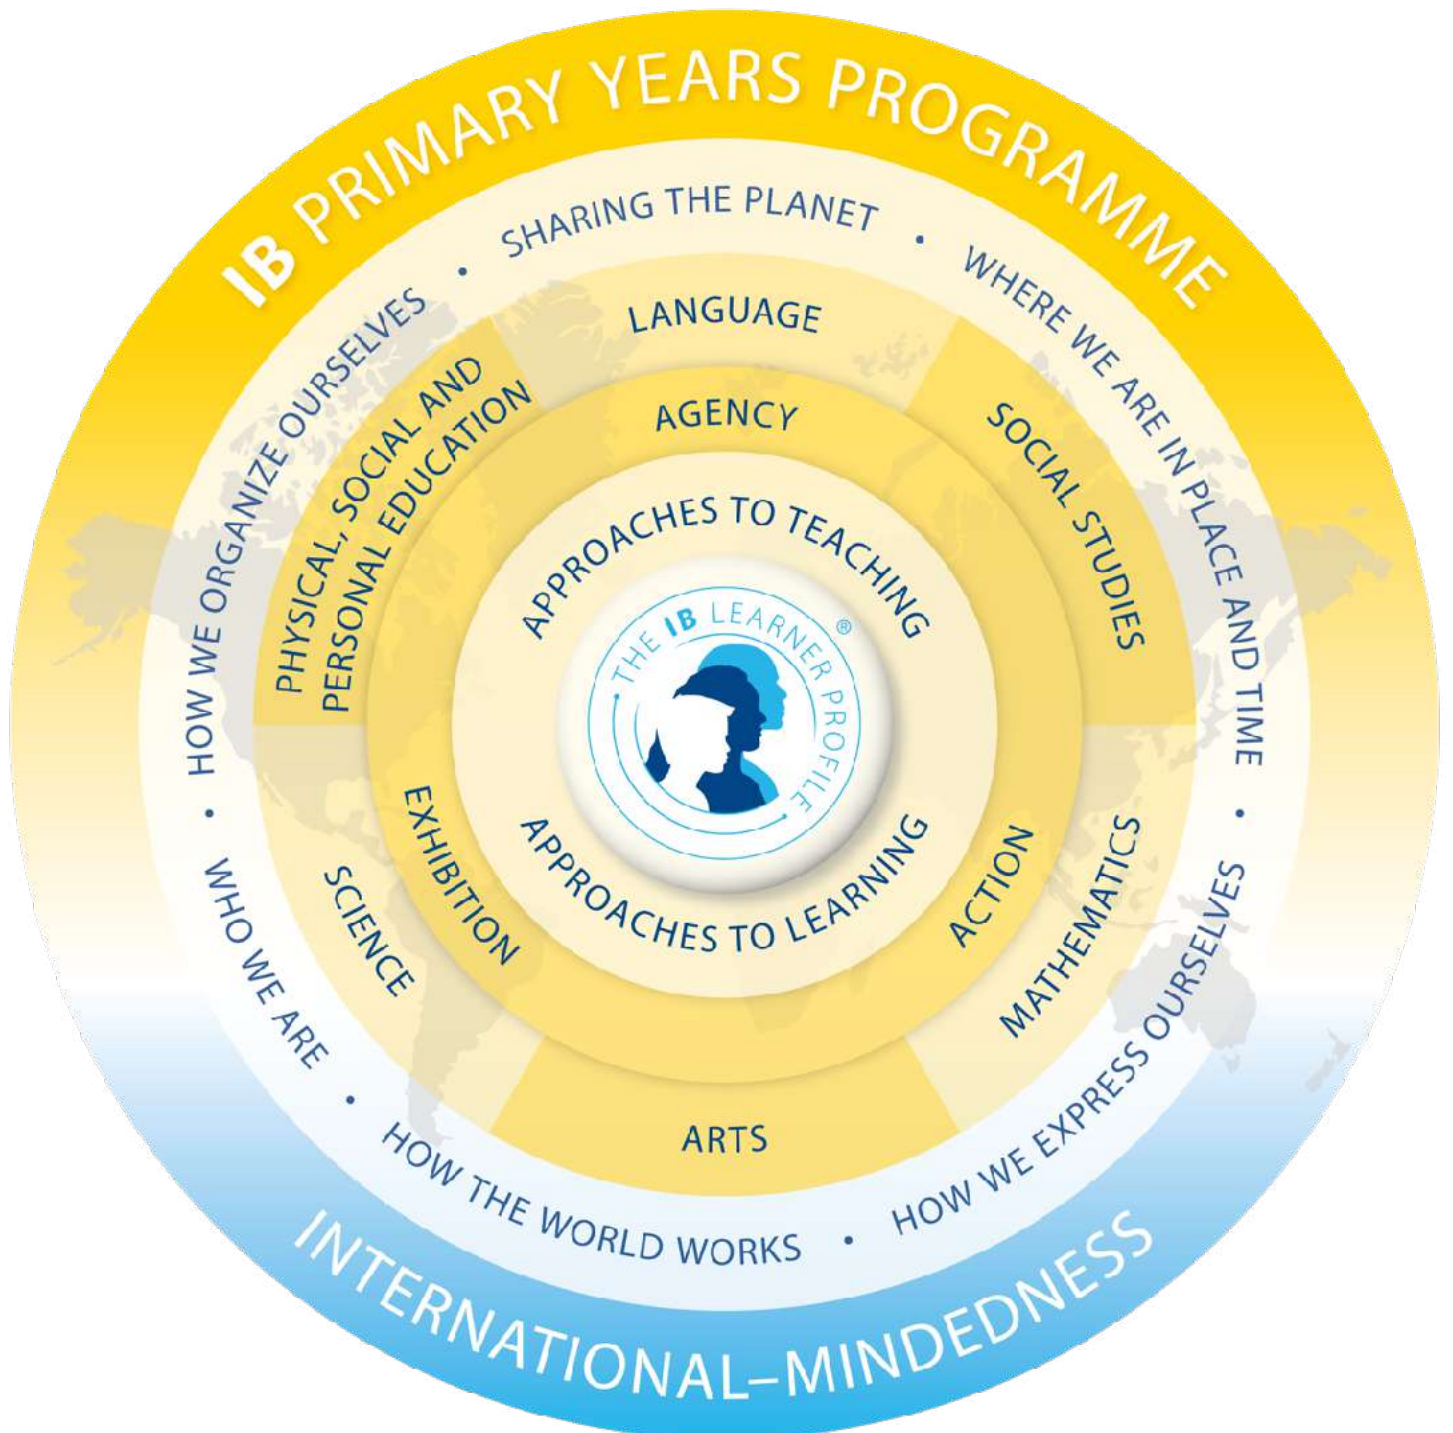 IB PRIMARY YEARS PROGRAMME
SHARING THE PLANET
•
WHERE WE ARE IN PLACE AND TIME
•
HOW WE EXPRESS OURSELVES
•
HOW THE WORLD WORKS
•
WHO WE ARE
•
HOW WE ORGANIZE OURSELVES
•
LANGUAGE
SOCIAL STUDIES
MATHEMATICS
ARTS
SCIENCE
PHYSICAL, SOCIAL AND
PERSONAL EDUCATION
AGENCY
ACTION
EXHIBITION
APPROACHES TO TEACHING
THE IB LEARNER PROFILE ®
APPROACHES TO LEARNING
INTERNATIONAL–MINDEDNESS